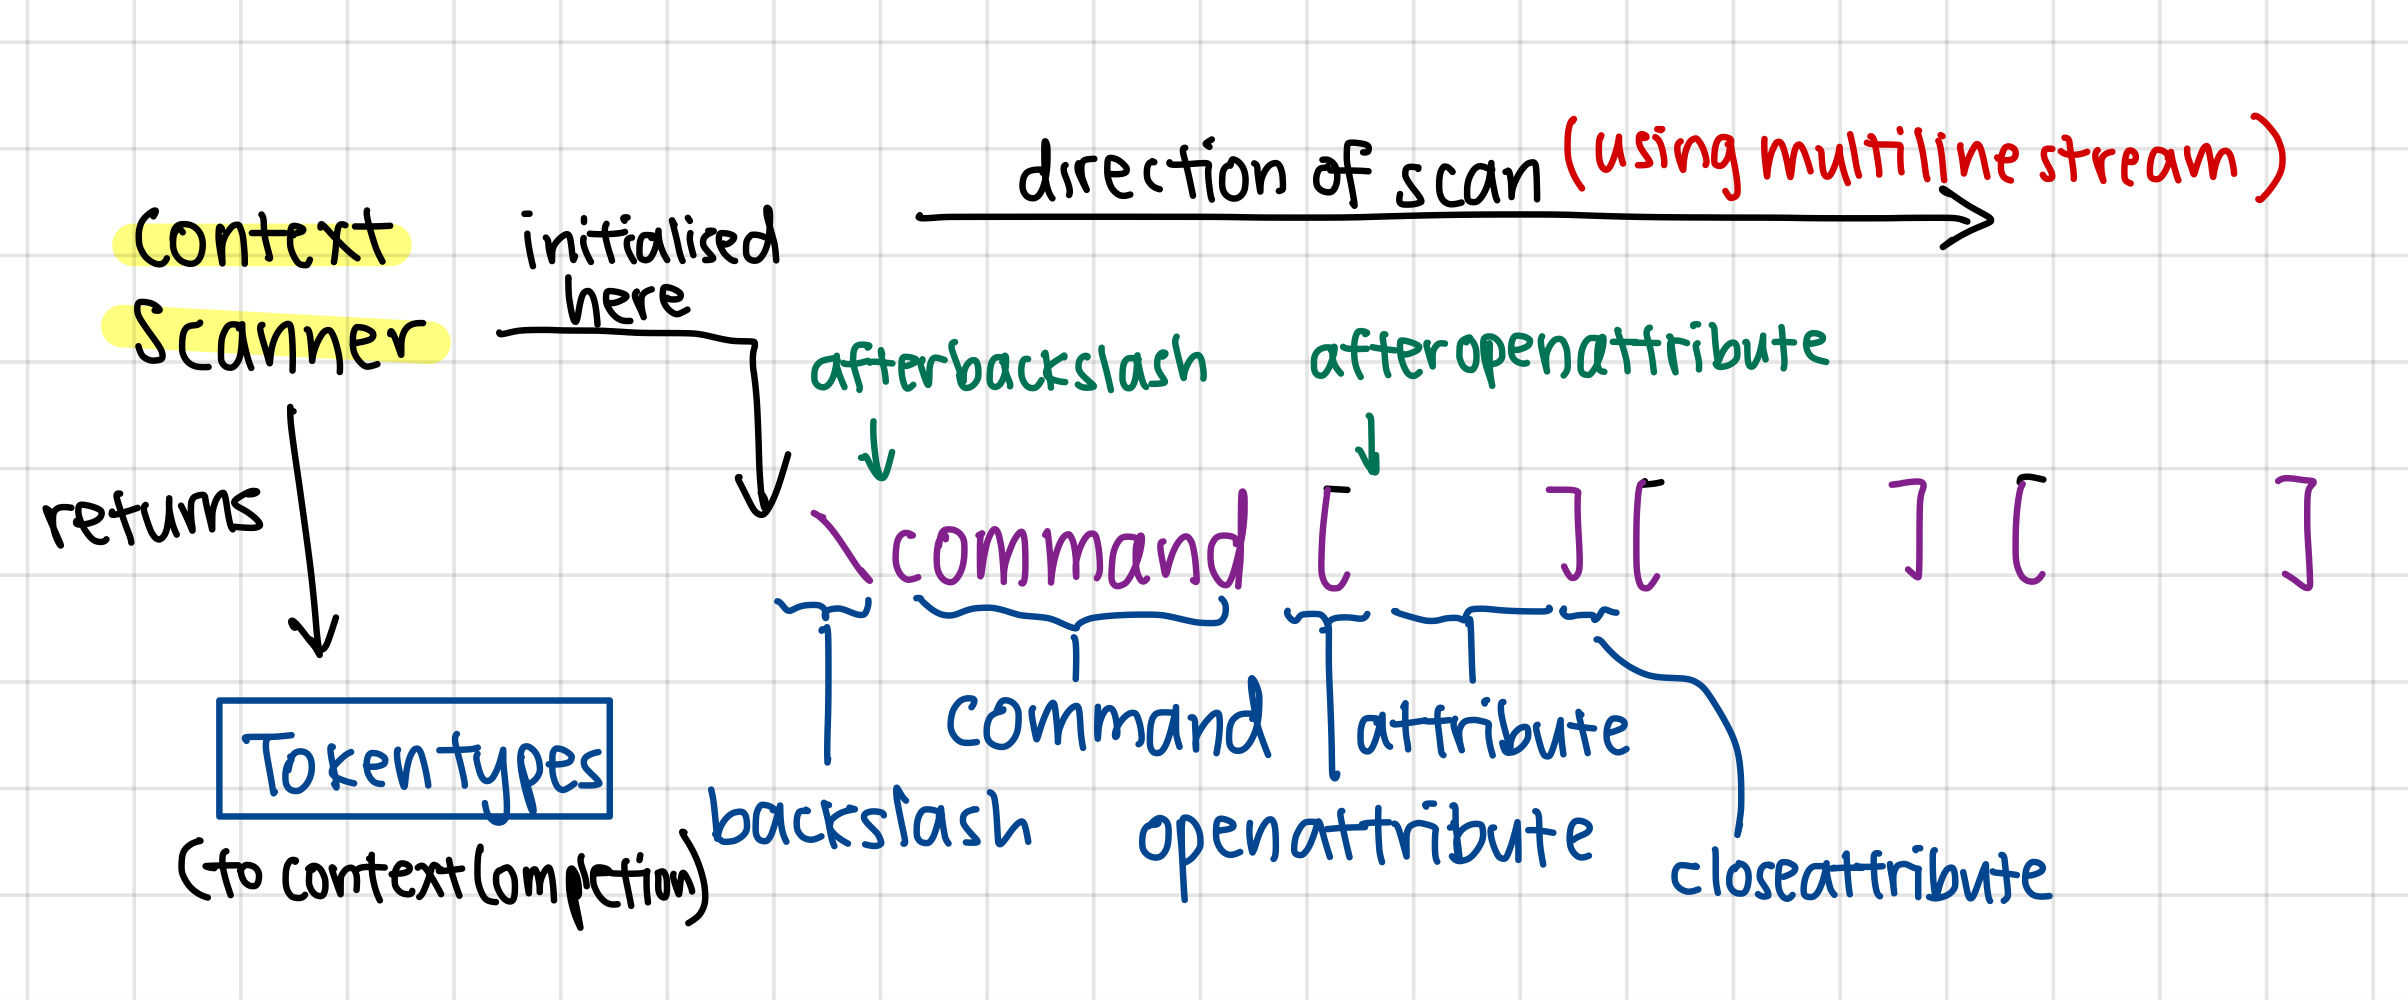 direction of scan (using multiline stream)
Context
Scanner
initialised
here
afterbackslash
afteropenattribute
returns
\command [ ] [ ] [ ]
Tokentypes
(to contextCompletion)
command
attribute
backslash
openattribute
closeattribute